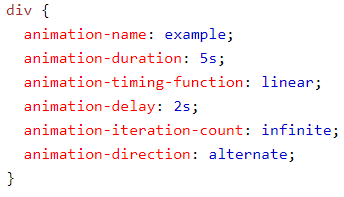 div {
  animation-name: example;
  animation-duration: 5s;
  animation-timing-function: linear;
  animation-delay: 2s;
  animation-iteration-count: infinite;
  animation-direction: alternate;
}